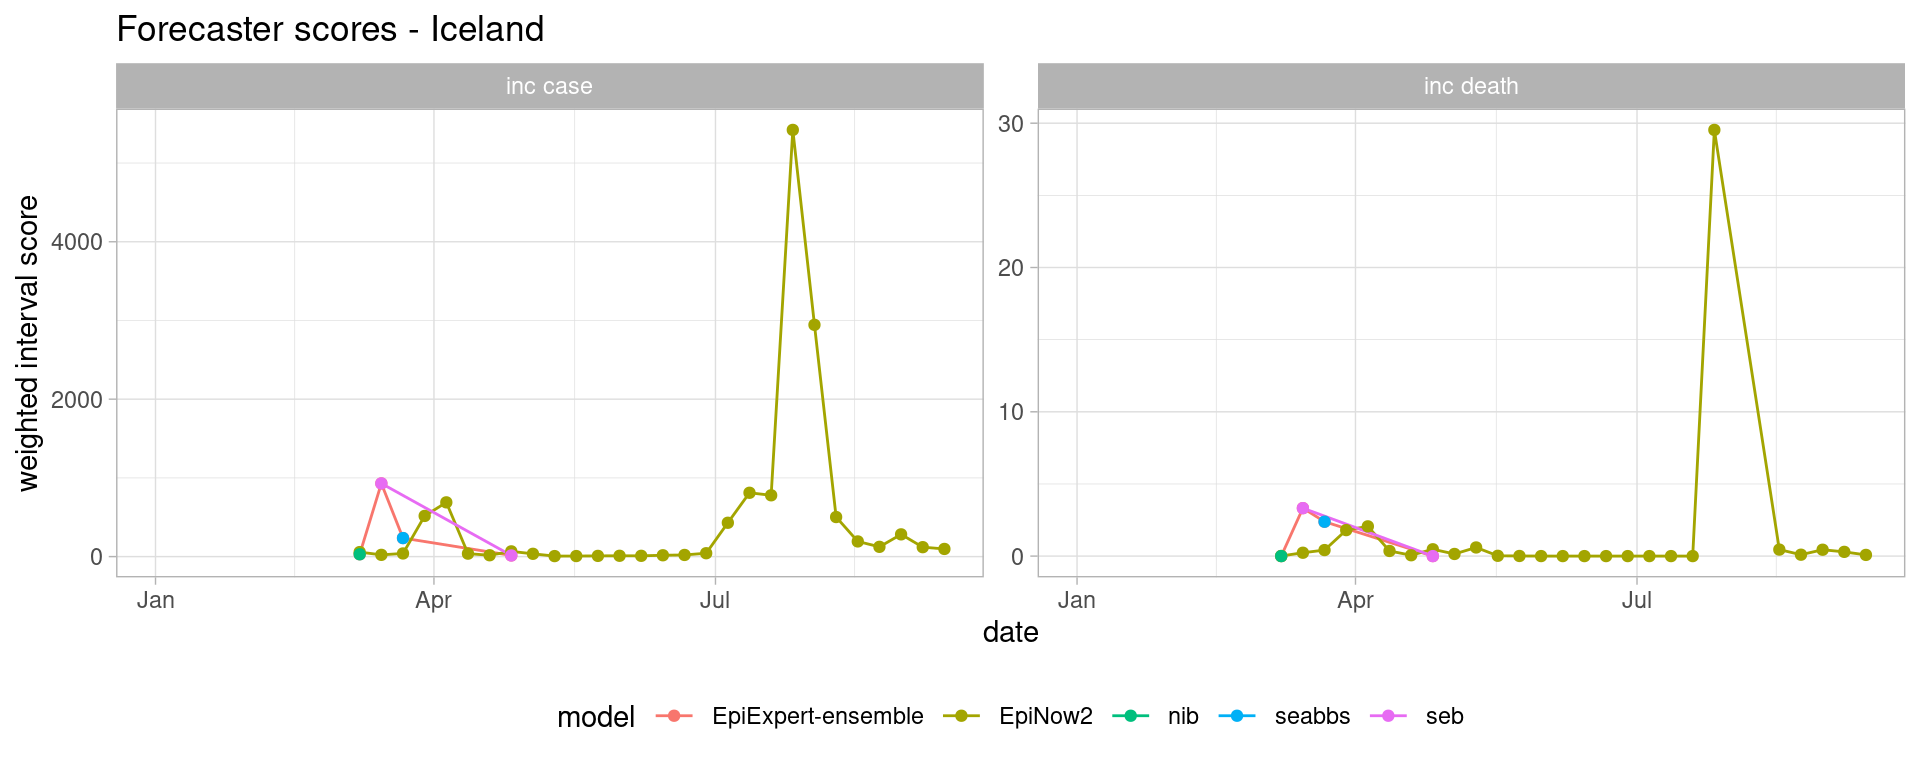 Forecaster scores - Iceland
inc case
inc death
weighted interval score
4000
2000
0
30
20
10
0
Jan
Apr
Jul
Jan
Apr
Jul
date
model EpiExpert-ensemble EpiNow2 nib seabbs seb